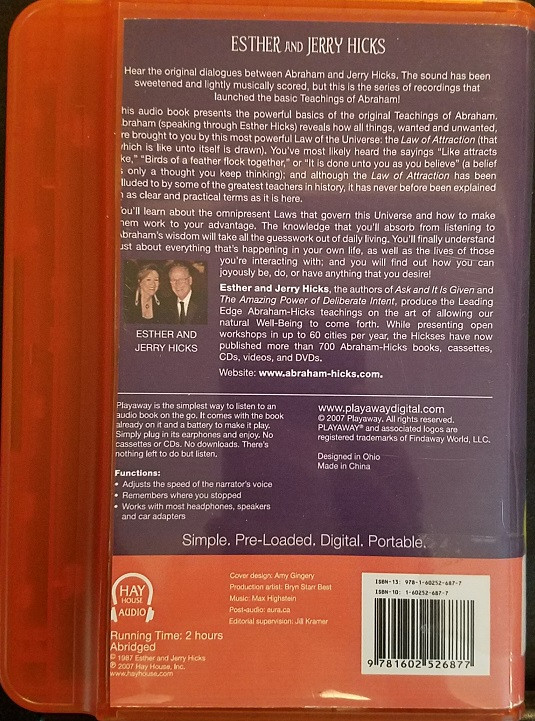 ESTHER AND JERRY HICKS
Hear the original dialogues between Abraham and Jerry Hicks. The sound has been
sweetened and lightly musically scored, but this is the series of recordings that
launched the basic Teachings of Abraham!
his audio book presents the powerful basics of the original Teachings of Abraham.
braham (speaking through Esther Hicks) reveals how all things, wanted and unwanted,
re brought to you by this most powerful Law of the Universe: the Law of Attraction (that
which is like unto itself is drawn). You've most likely heard the sayings "Like attracts
ke," "Birds of a feather flock together," or "It is done unto you as you believe" (a belief
s only a thought you keep thinking); and although the Law of Attraction has been
lluded to by some of the greatest teachers in history, it has never before been explained
n as clear and practical terms as it is here.
You'll learn about the omnipresent Laws that govern this Universe and how to make
hem work to your advantage. The knowledge that you'll absorb from listening to
Abraham's wisdom will take all the guesswork out of daily living. You'll finally understand
ust about everything that's happening in your own life, as well as the lives of those
you're interacting with; and you will find out how you can
joyously be, do, or have anything that you desire!
Esther and Jerry Hicks, the authors of Ask and It Is Given and
The Amazing Power of Deliberate Intent, produce the Leading
Edge Abraham-Hicks teachings on the art of allowing our
natural Well-Being to come forth. While presenting open
workshops in up to 60 cities per year, the Hickses have now
published more than 700 Abraham-Hicks books, cassettes,
CDs, videos, and DVDs.
ESTHER AND
JERRY HICKS
Website: www.abraham-hicks.com.
Playaway is the simplest way to listen to an
audio book on the go. It comes with the book
already on it and a battery to make it play.
Simply plug in its earphones and enjoy. No
cassettes or CDs. No downloads. There's
nothing left to do but listen.
Functions:
• Adjusts the speed of the narrator's voice
• Remembers where you stopped
• Works with most headphones, speakers
and car adapters
www.playawaydigital.com
© 2007 Playaway. All rights reserved.
PLAYAWAY® and associated logos are
registered trademarks of Findaway World, LLC.
Designed in Ohio
Made in China
Simple. Pre-Loaded. Digital. Portable.
HAY
HOUSE
AUDIO
Running Time: 2 hours
Abridged
© 1987 Esther and Jerry Hicks
℗ 2007 Hay House, Inc.
www.hayhouse.com
Cover design: Amy Gingery
Production artist: Bryn Starr Best
Music: Max Highstein
Post-audio: aura.ca
Editorial supervision: Jill Kramer
ISBN-13: 978-1-60252-687-7
ISBN-10: 1-60252-687-7
9 781602 526877